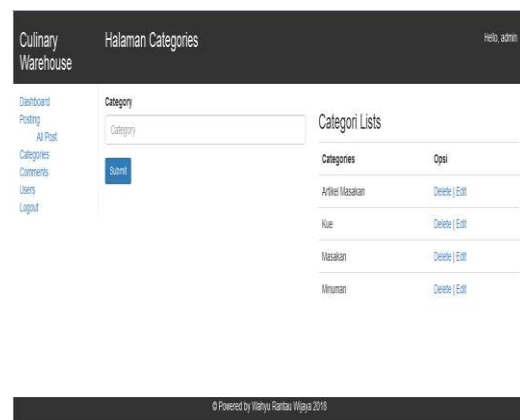 Culinary
Warehouse
Halaman Categories
Hello, admin
Dashboard
Posting
All Post
Categories
Comments
Users
Logout
Category
Category
Submit
Categori Lists
Categories Opsi
Artikel Masakan Delete | Edit
Kue Delete | Edit
Masakan Delete | Edit
Minuman Delete | Edit
© Powered by Wahyu Rantau Wijaya 2018